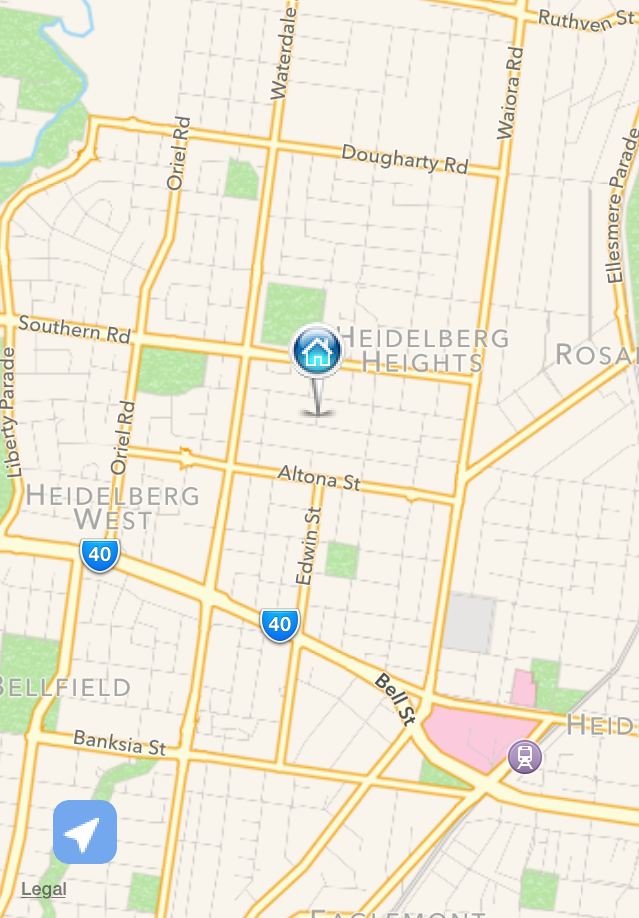 Ruthven St
Waterdale
Waiora Rd
Oriel Rd
Dougharty Rd
Ellesmere Parade
Southern Rd
HEIDELBERG
HEIGHTS
ROSA
Liberty Parade
Oriel Rd
Altona St
HEIDELBERG
WEST
Edwin St
40
40
BELLFIELD
Bell St
HEID
Banksia St
Legal
EAGLEMONT